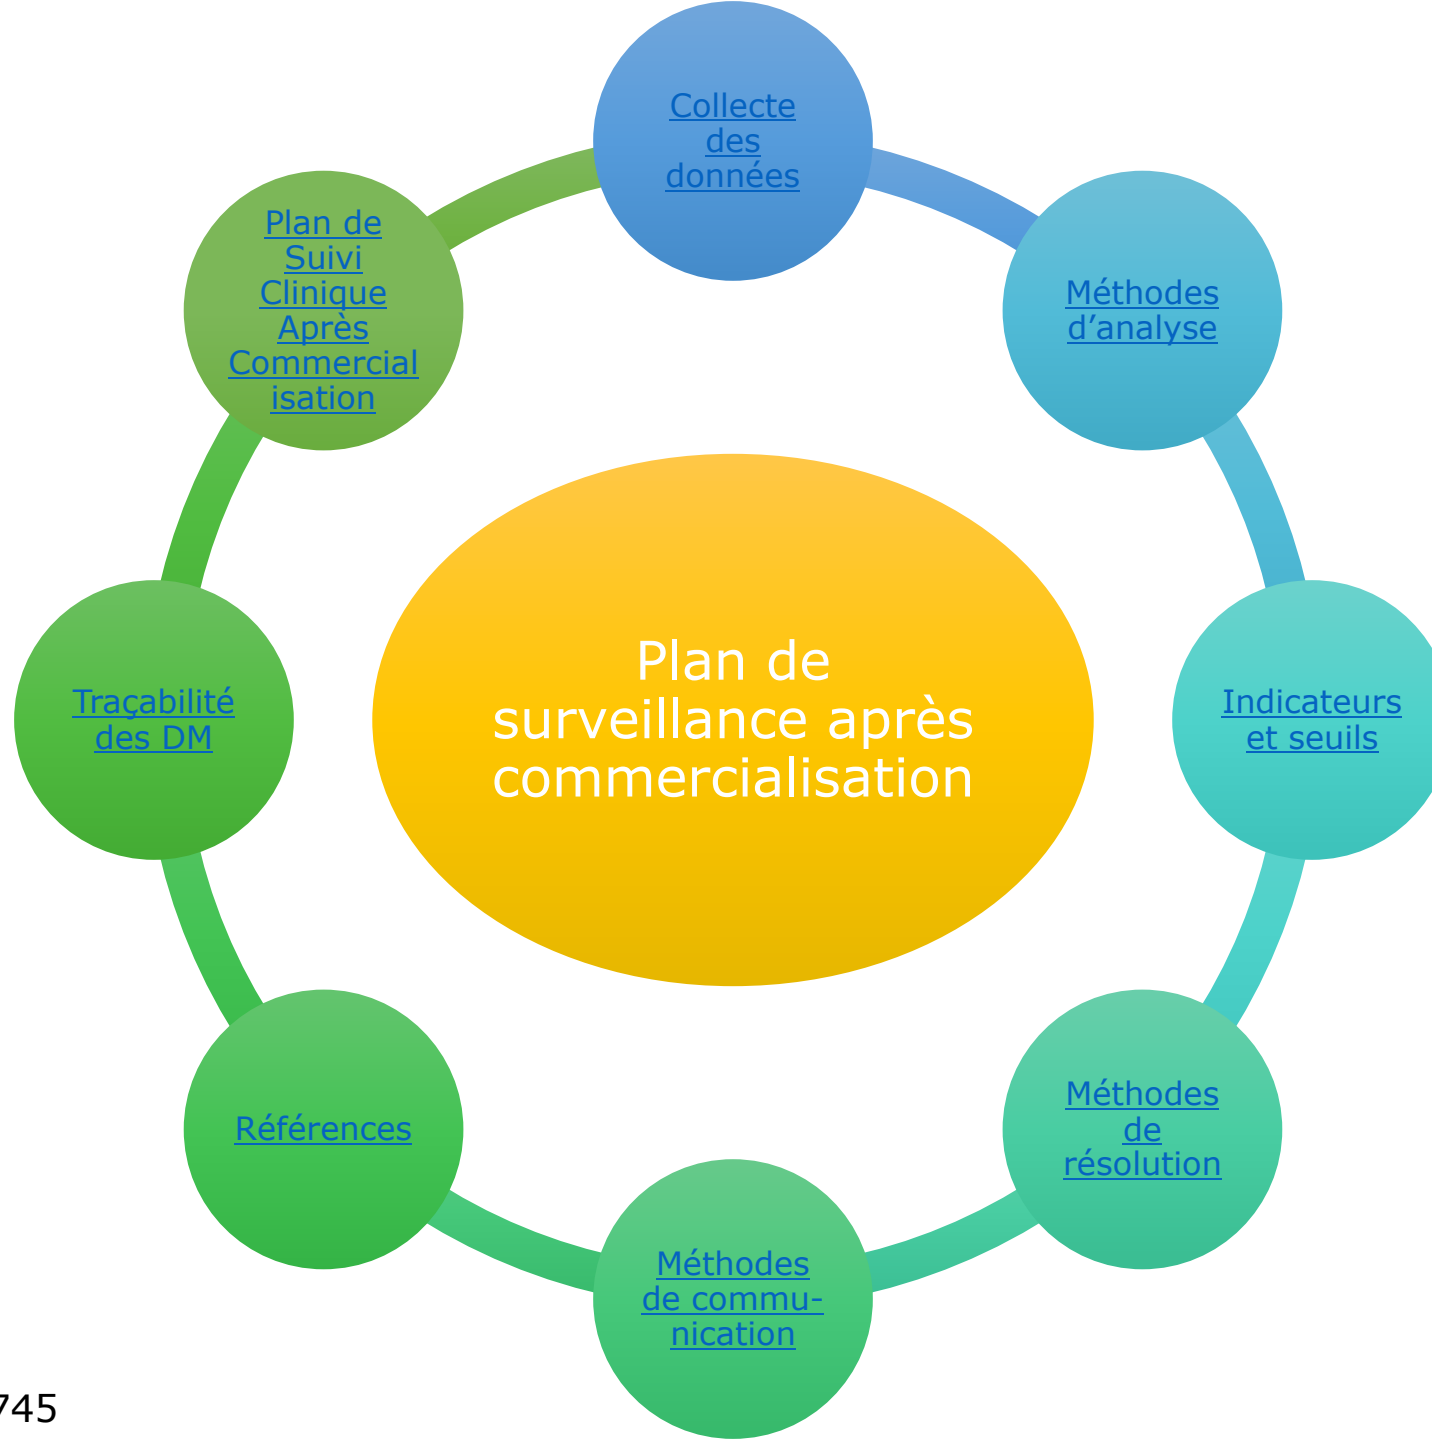 Collecte
des
données
Méthodes
d’analyse
Indicateurs
et seuils
Méthodes
de
résolution
Méthodes
de commu-
nication
Références
Traçabilité
des DM
Plan de
Suivi
Clinique
Après
Commercial
isation
Plan de
surveillance après
commercialisation
745